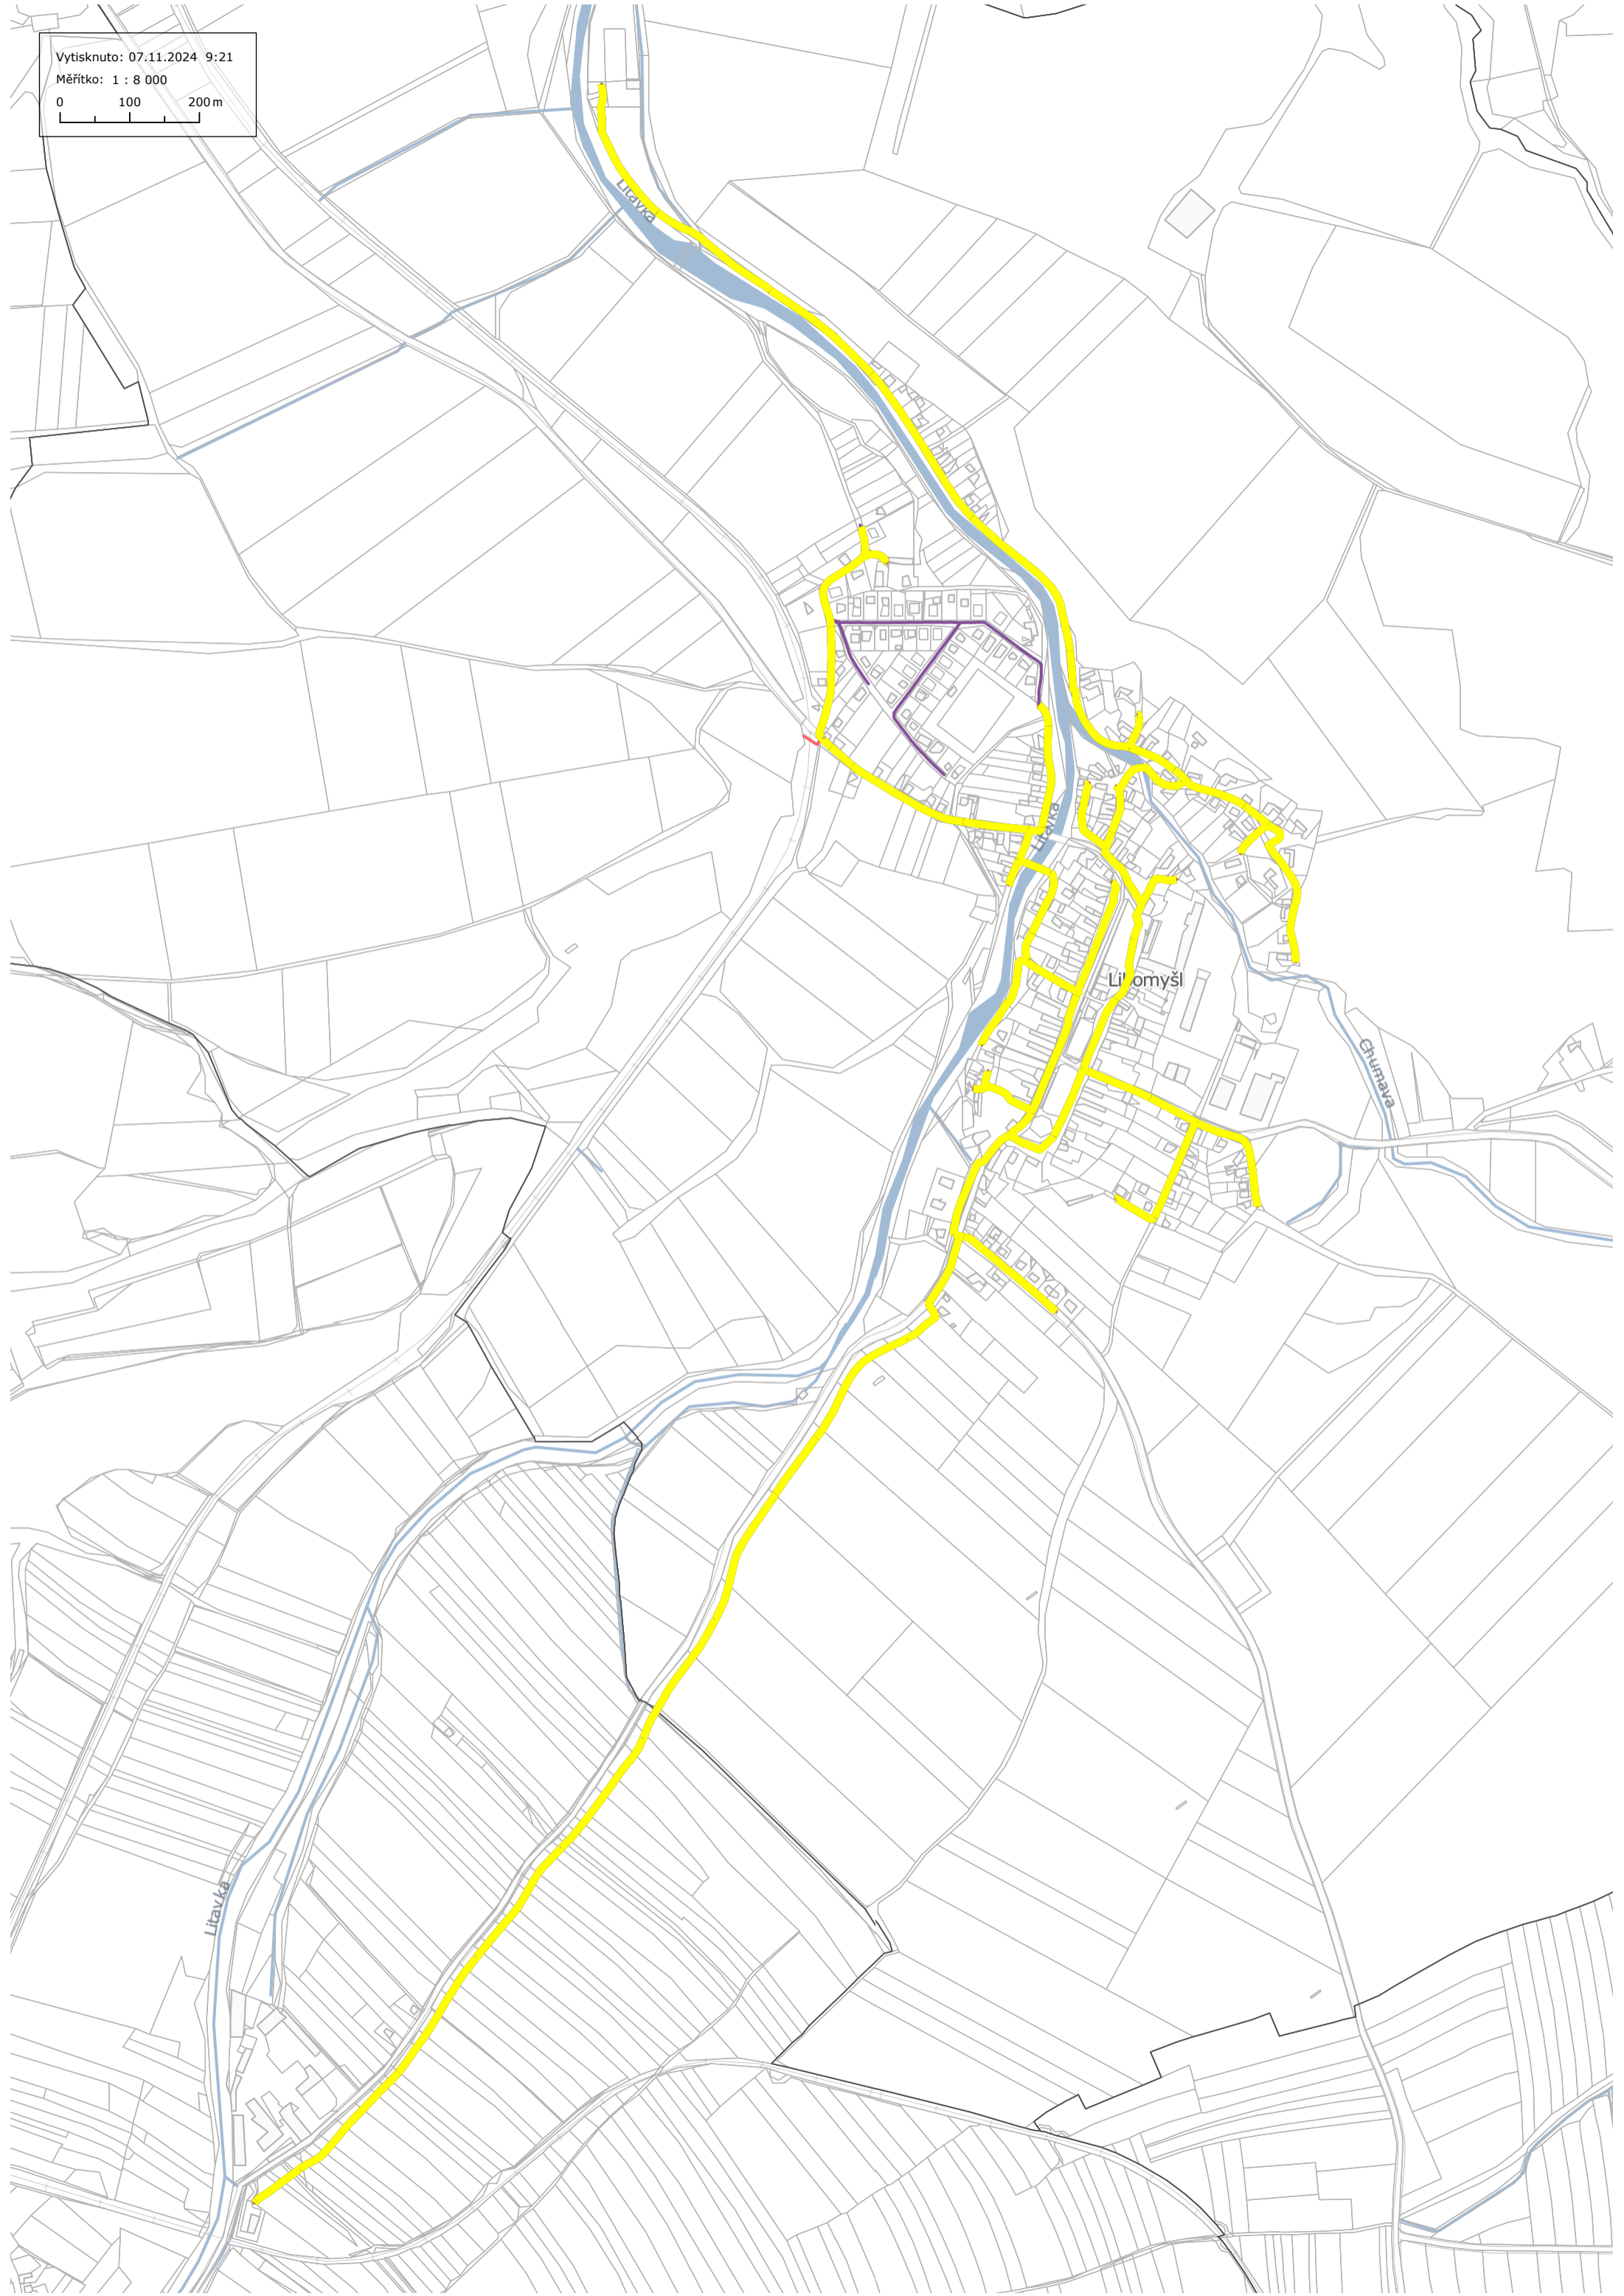 Vytisknuto: 07.11.2024 9:21
Měřítko: 1 : 8 000
0 100 200 m
Litavka
Litavka
Libomyšl
Chumava
Litavka